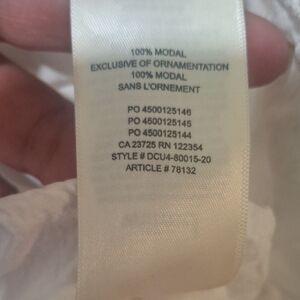 100% MODAL
EXCLUSIVE OF ORNAMENTATION
100% MODAL
SANS L'ORNEMENT
PO 4500125146
PO 4500125145
PO 4500125144
CA 23725 RN 122354
STYLE # DCU4-80015-20
ARTICLE # 78132